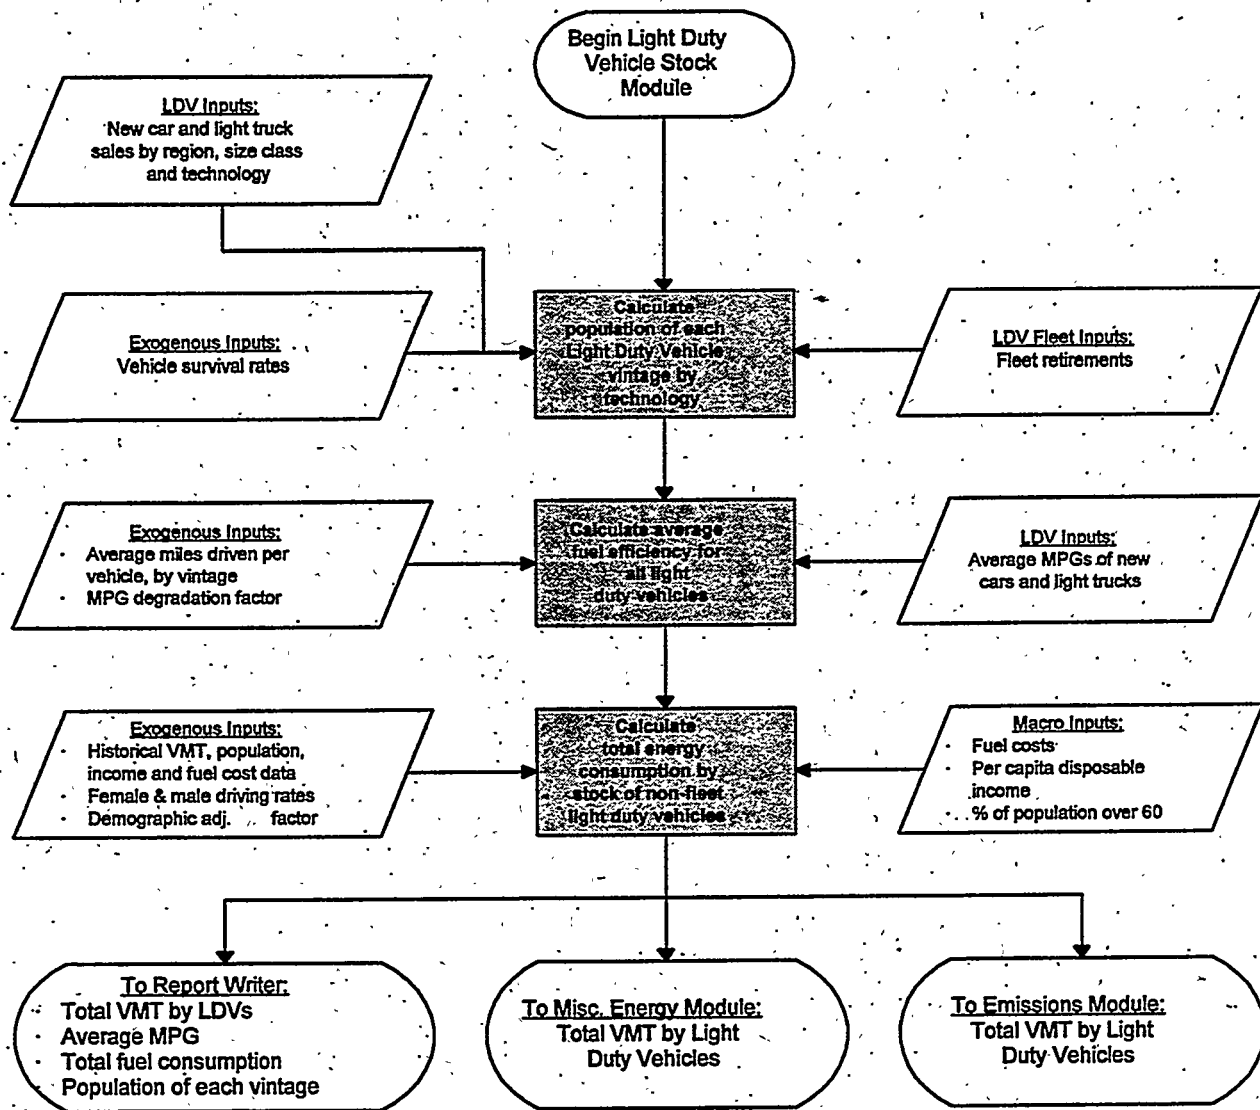 Begin Light Duty
Vehicle Stock
Module
LDV Inputs:
New car and light truck
sales by region, size class
and technology
Exogenous Inputs:
Vehicle survival rates
Calculate
population of each
Light Duty Vehicle
vintage by
technology
LDV Fleet Inputs:
Fleet retirements
Exogenous Inputs:
· Average miles driven per
vehicle, by vintage
· MPG degradation factor
Calculate average
fuel efficiency for
all light
duty vehicles
LDV Inputs:
Average MPGs of new
cars and light trucks
Exogenous Inputs:
· Historical VMT, population,
income and fuel cost data
· Female & male driving rates
· Demographic adj. factor
Calculate
total energy
consumption by
stock of non-fleet
light duty vehicles
Macro Inputs:
· Fuel costs
· Per capita disposable
income
· % of population over 60
To Report Writer:
· Total VMT by LDVs
· Average MPG
· Total fuel consumption
· Population of each vintage
To Misc. Energy Module:
Total VMT by Light
Duty Vehicles
To Emissions Module:
Total VMT by Light
Duty Vehicles